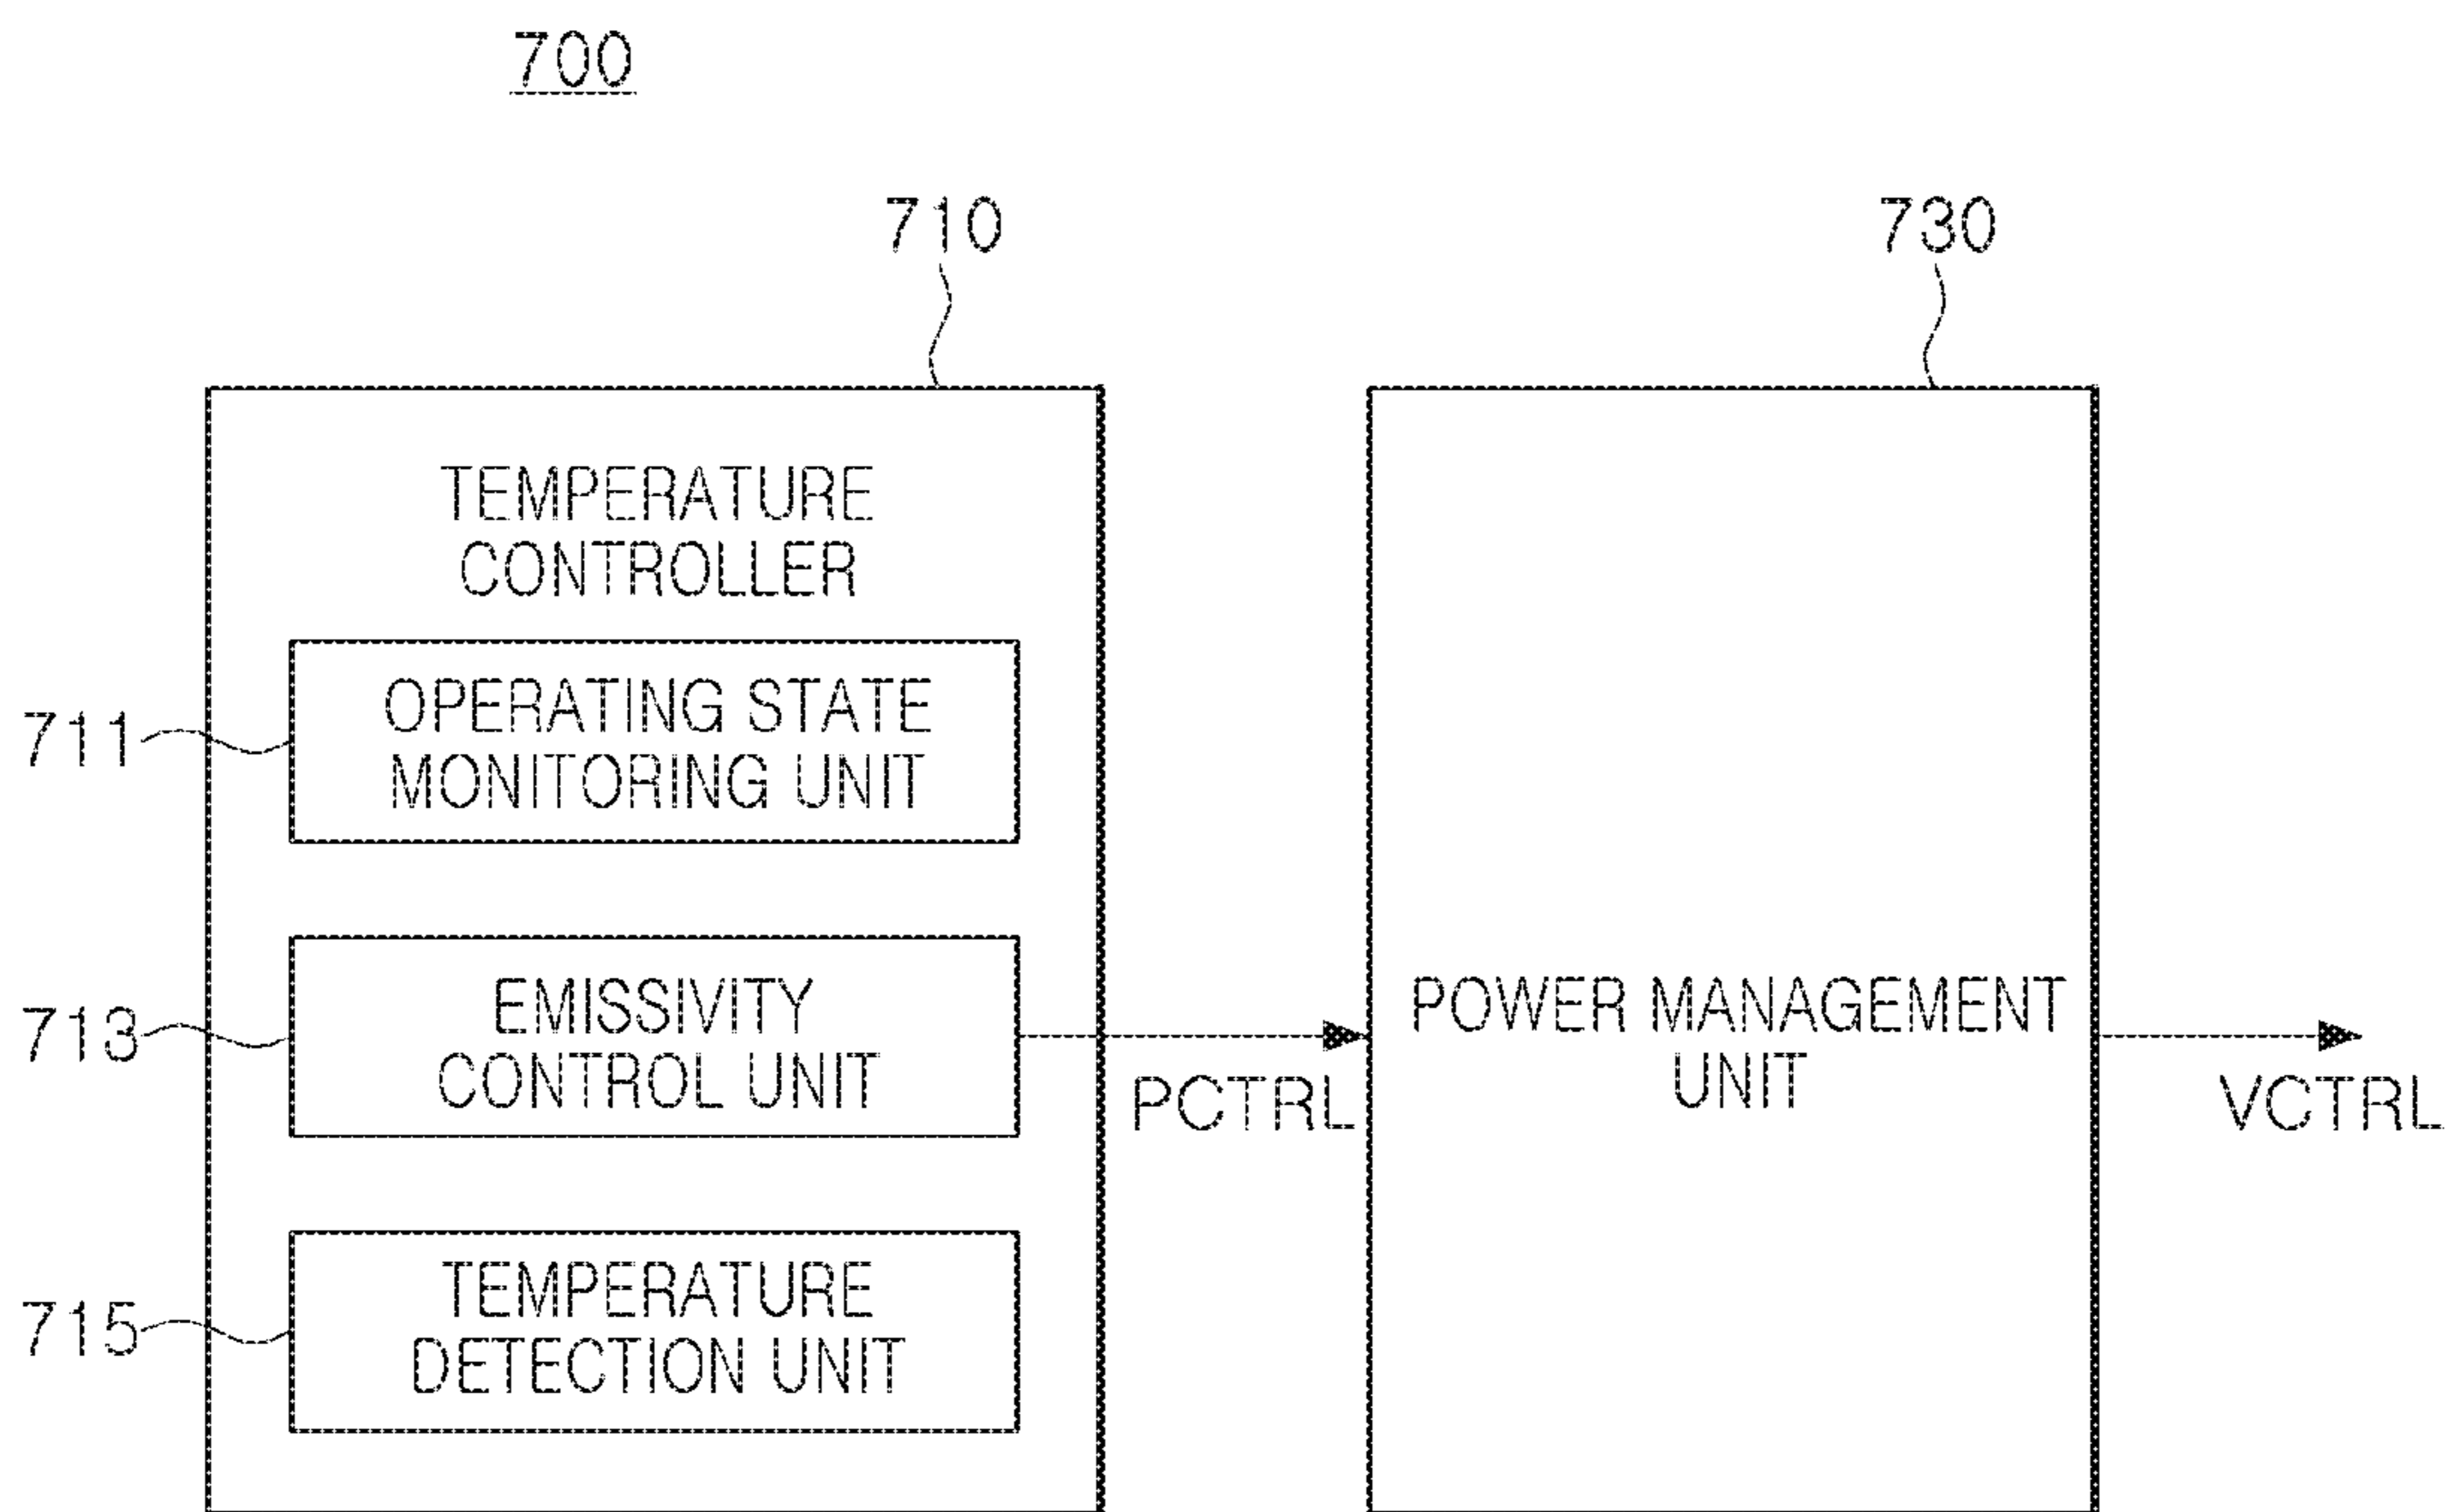 700
710
730
TEMPERATURE
CONTROLLER
711
OPERATING STATE
MONITORING UNIT
713
EMISSIVITY
CONTROL UNIT
PCTRL
POWER MANAGEMENT
UNIT
VCTRL
715
TEMPERATURE
DETECTION UNIT